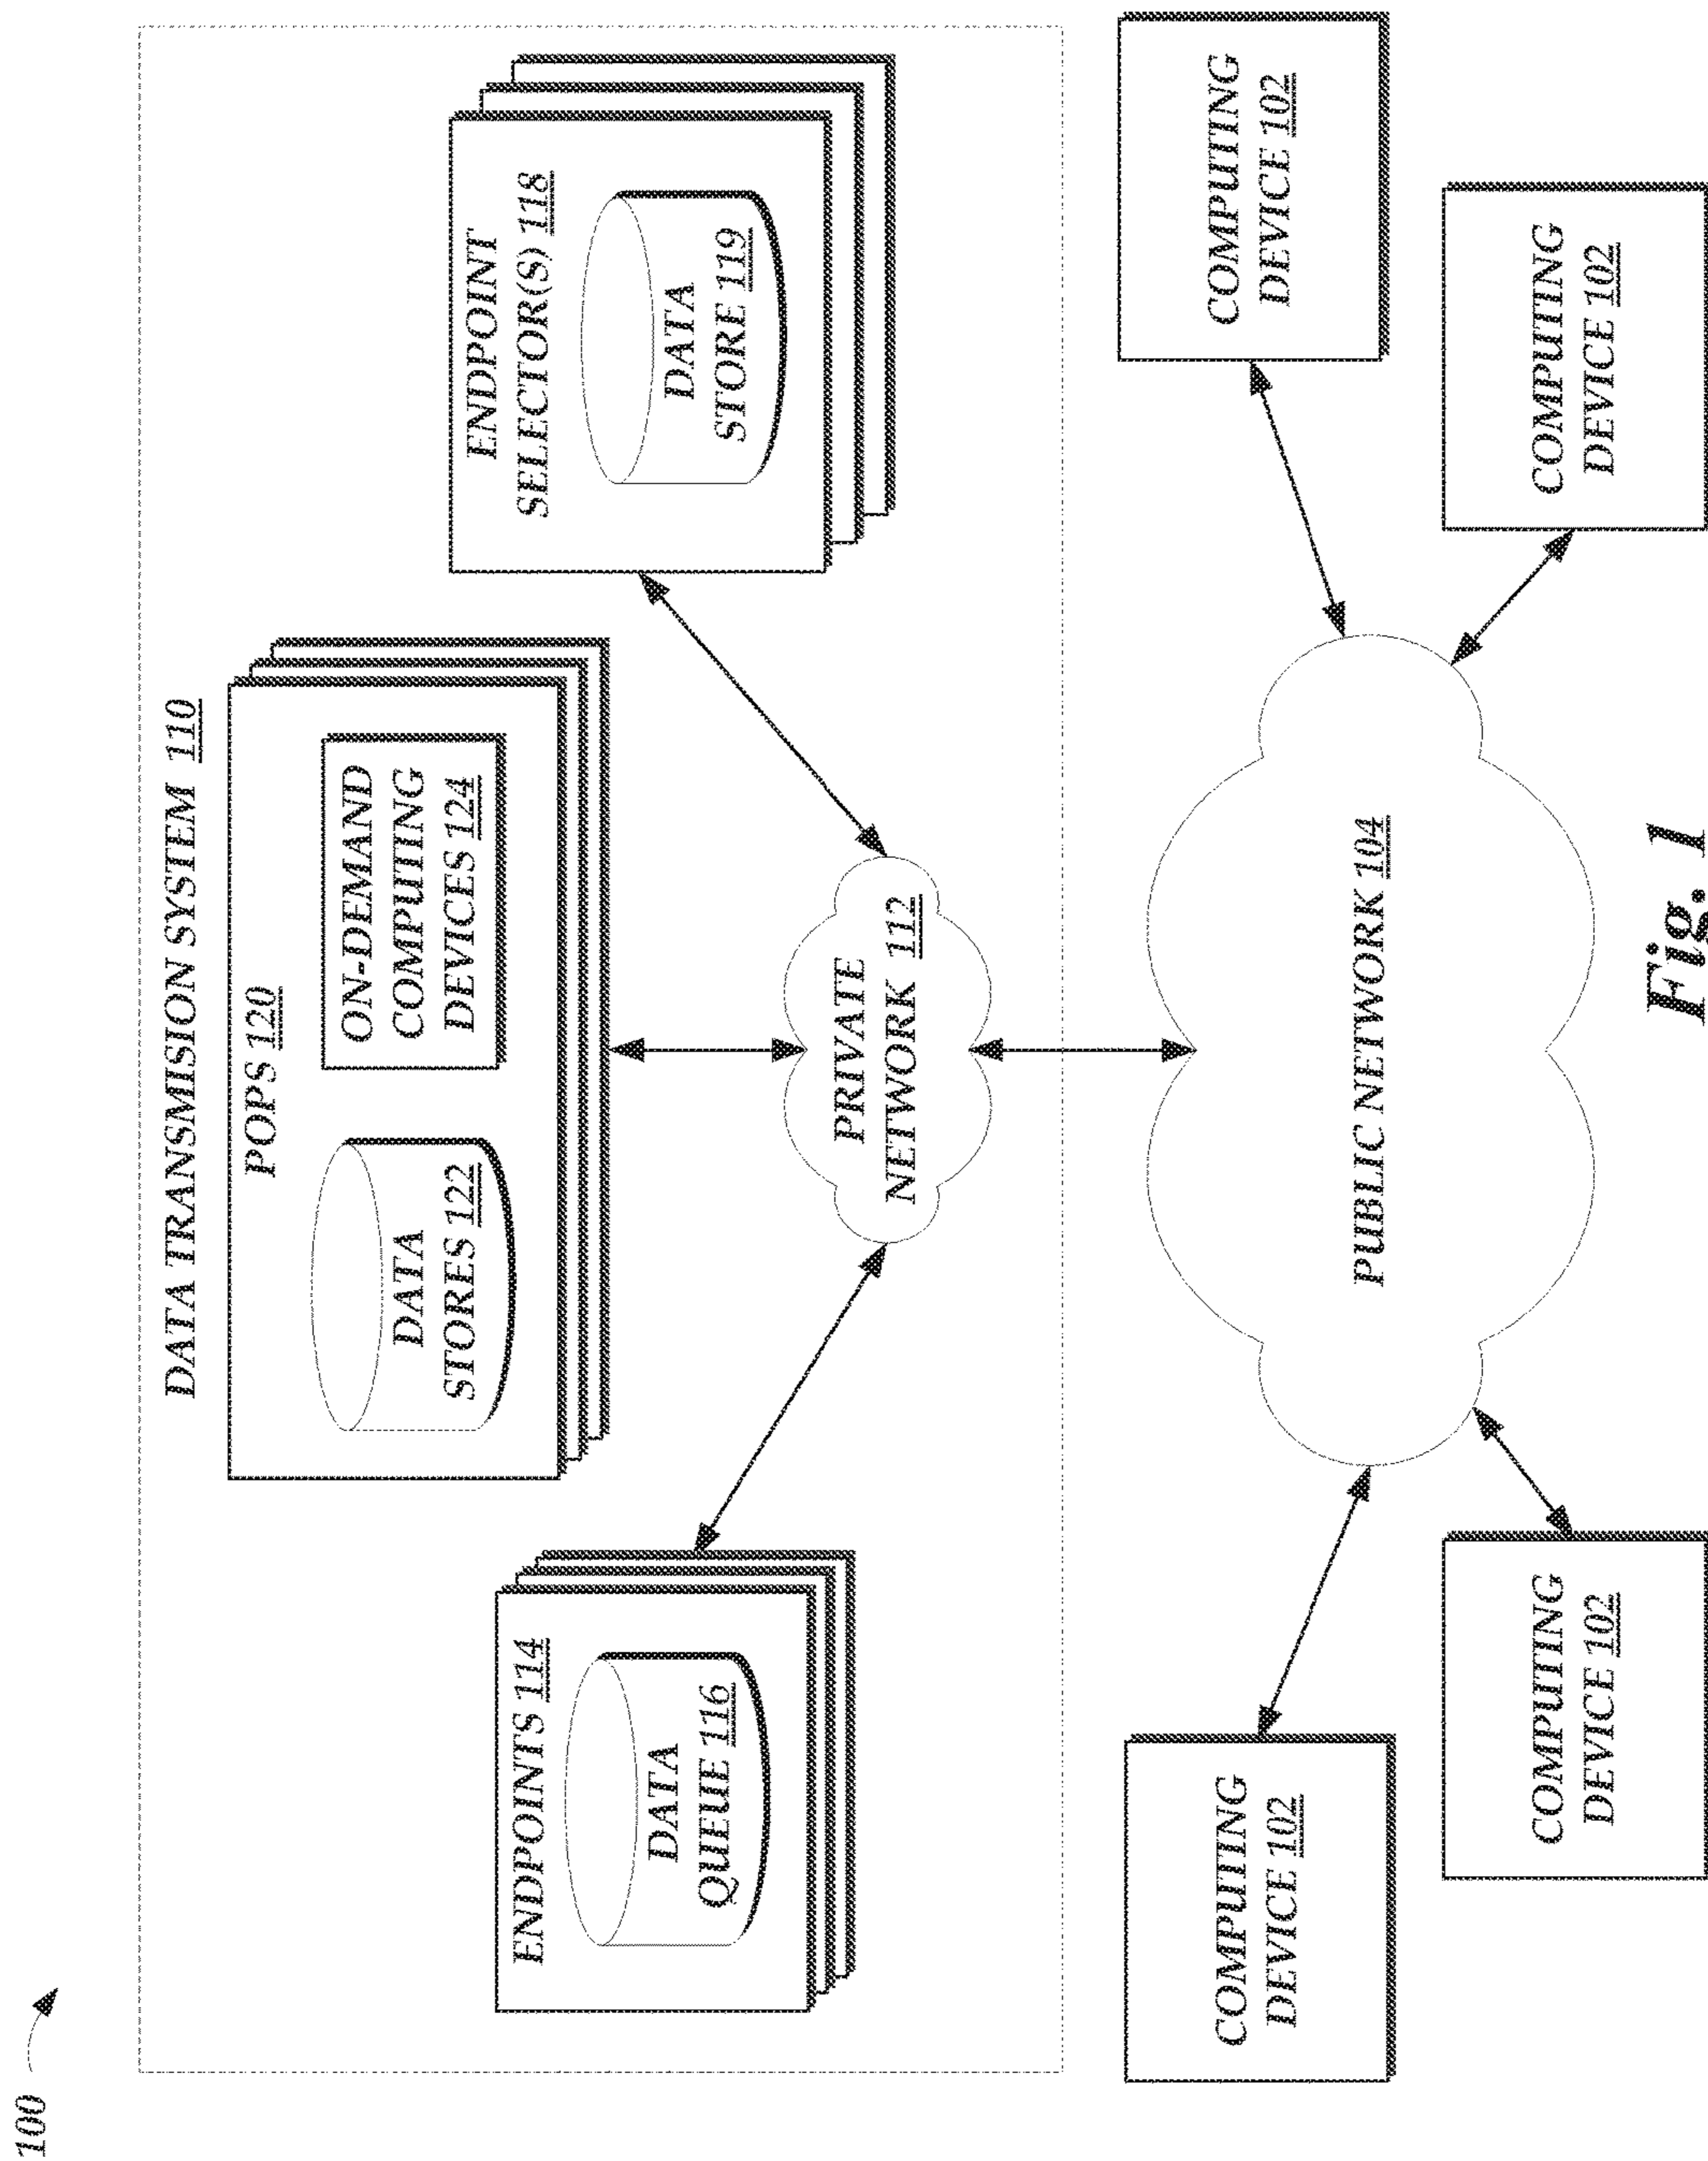 100
DATA TRANSMISION SYSTEM 110
POPS 120
DATA
STORES 122
ON-DEMAND
COMPUTING
DEVICES 124
ENDPOINTS 114
DATA
QUEUE 116
ENDPOINT
SELECTOR(S) 118
DATA
STORE 119
PRIVATE
NETWORK 112
PUBLIC NETWORK 104
COMPUTING
DEVICE 102
COMPUTING
DEVICE 102
COMPUTING
DEVICE 102
COMPUTING
DEVICE 102
Fig. 1